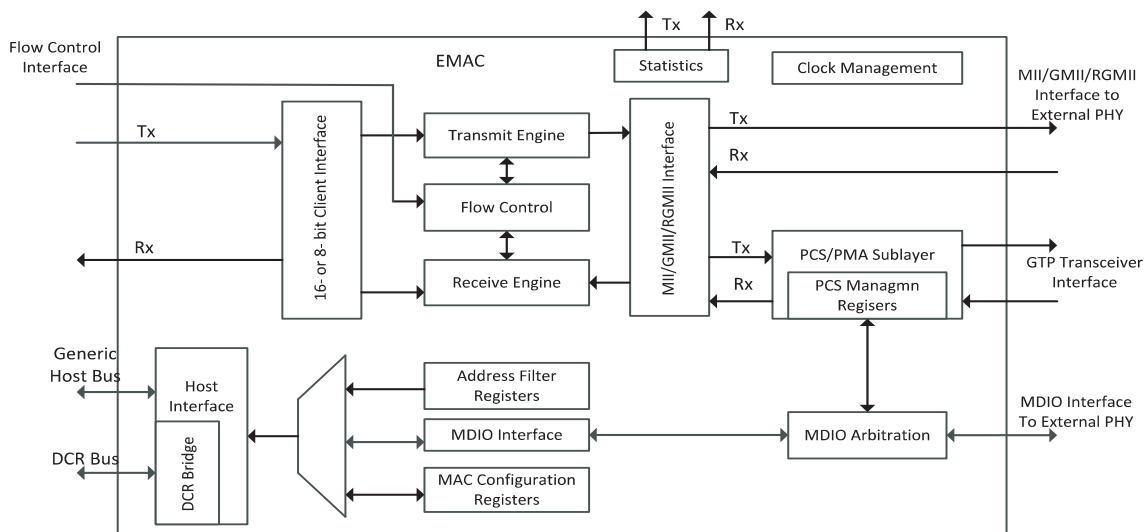 Tx
Rx
Flow Control
Interface
EMAC
Statistics
Clock Management
MII/GMII/RGMII
Interface to
External PHY
Tx
16- or 8- bit Client Interface
Transmit Engine
MII/GMII/RGMII Interface
Tx
Rx
Flow Control
Rx
Receive Engine
Tx
Rx
PCS/PMA Sublayer
PCS Managmn
Regisers
GTP Transceiver
Interface
Generic
Host Bus
Host
Interface
DCR Bus
DCR Bridge
Address Filter
Registers
MDIO Interface
MAC Configuration
Registers
MDIO Arbitration
MDIO Interface
To External PHY